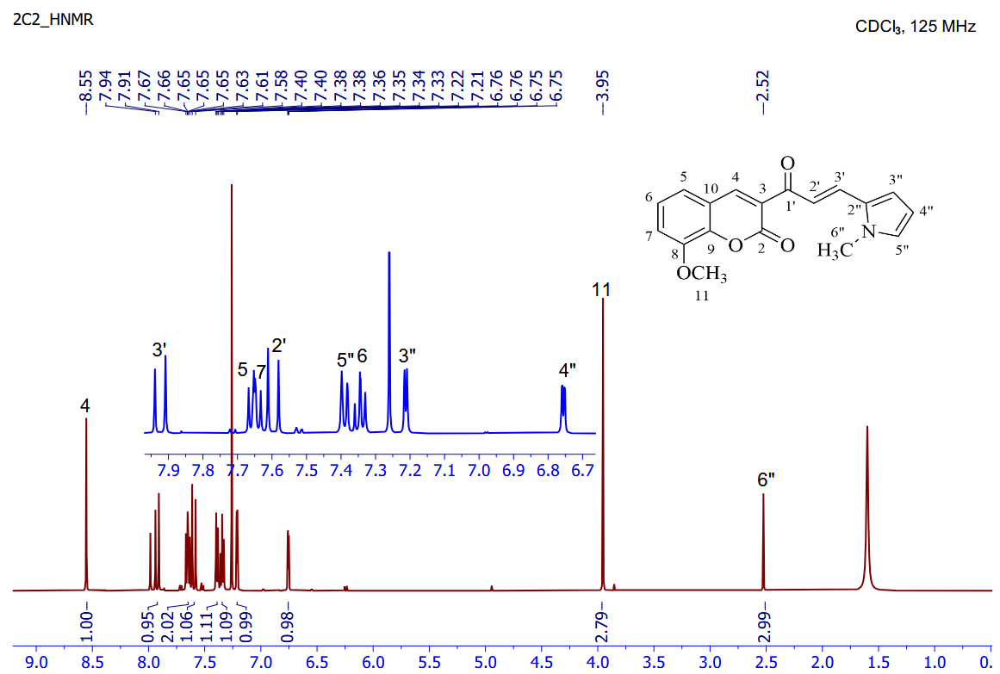 2C2_HNMR
CDCl₃, 125 MHz
8.55 7.94 7.91 7.67 7.66 7.65 7.65 7.65 7.63 7.61 7.58 7.40 7.40 7.38 7.38 7.36 7.35 7.34 7.33 7.22 7.21 6.76 6.76 6.75 6.75 3.95 2.52
O
5 4 3 2' 3' 3"
6 10 1' 2" 4"
7 8 9 O 2 O 6" N 5"
H₃C
OCH₃
11
11
3' 5 7 2' 5" 6 3" 4"
4
6"
7.9 7.8 7.7 7.6 7.5 7.4 7.3 7.2 7.1 7.0 6.9 6.8 6.7
1.00 0.95 2.02 1.06 1.11 1.09 0.99 0.98 2.79 2.99
9.0 8.5 8.0 7.5 7.0 6.5 6.0 5.5 5.0 4.5 4.0 3.5 3.0 2.5 2.0 1.5 1.0 0.